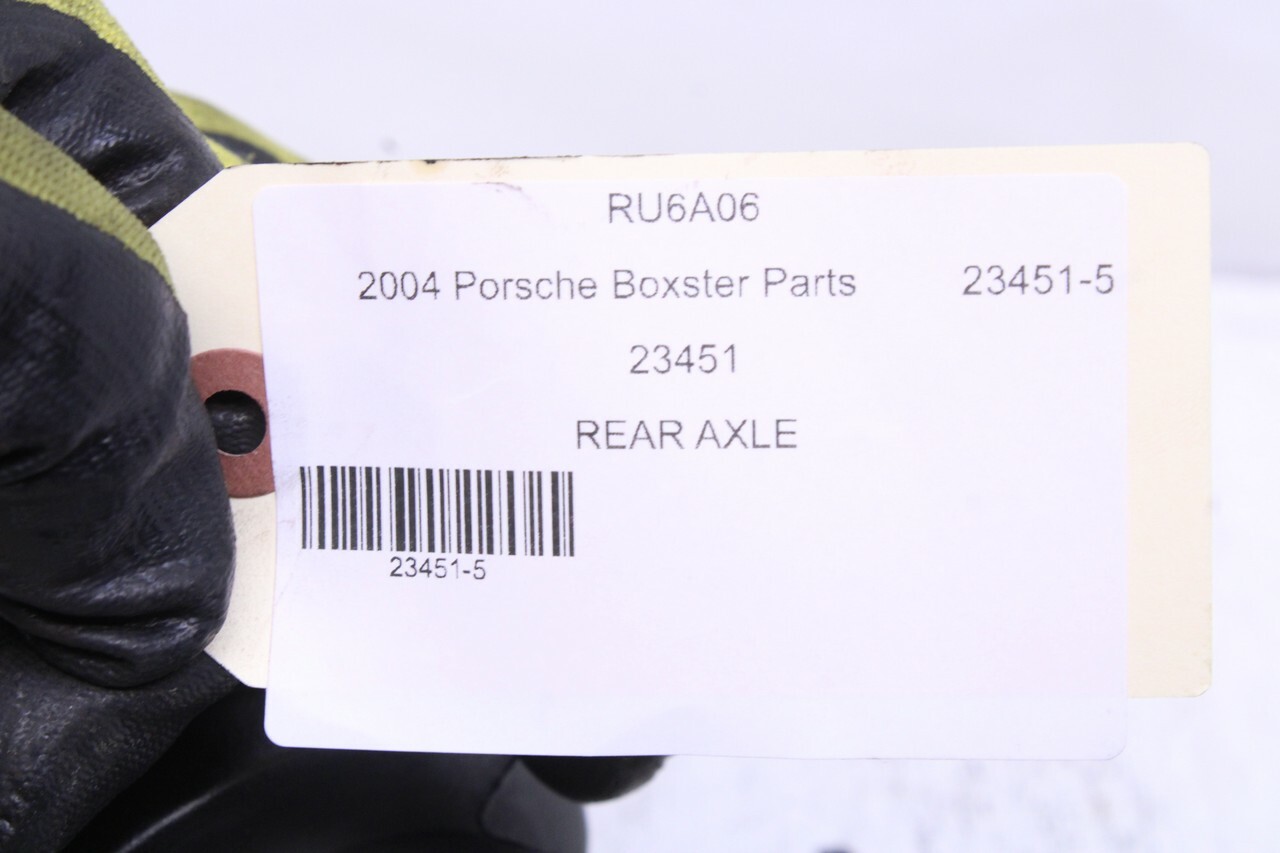 RU6A06
2004 Porsche Boxster Parts 23451-5
23451
REAR AXLE
23451-5